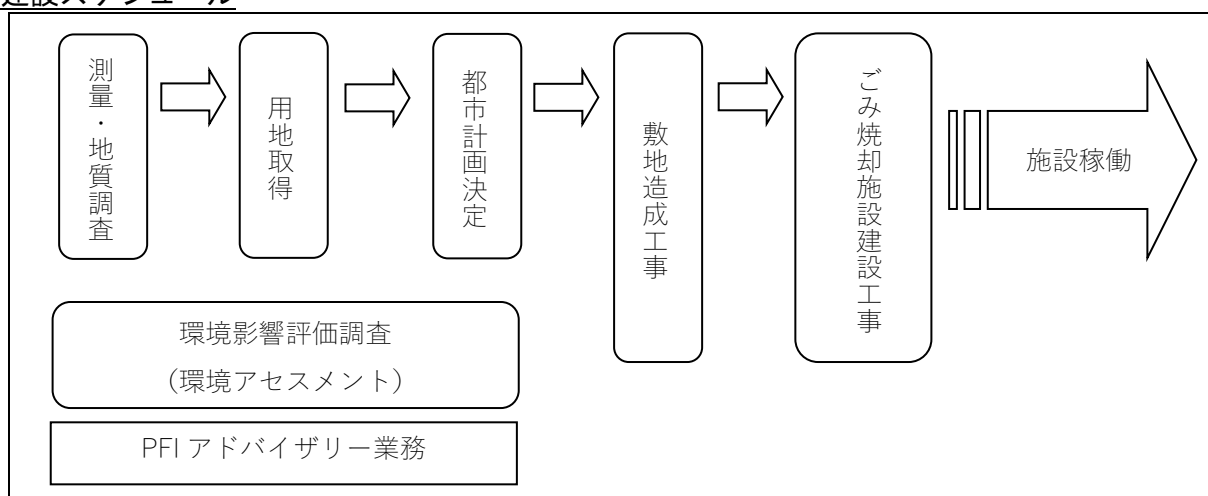 建設スケジュール
測量・地質調査
用地取得
都市計画決定
敷地造成工事
ごみ焼却施設建設工事
施設稼働
環境影響評価調査
(環境アセスメント)
PFIアドバイザリー業務